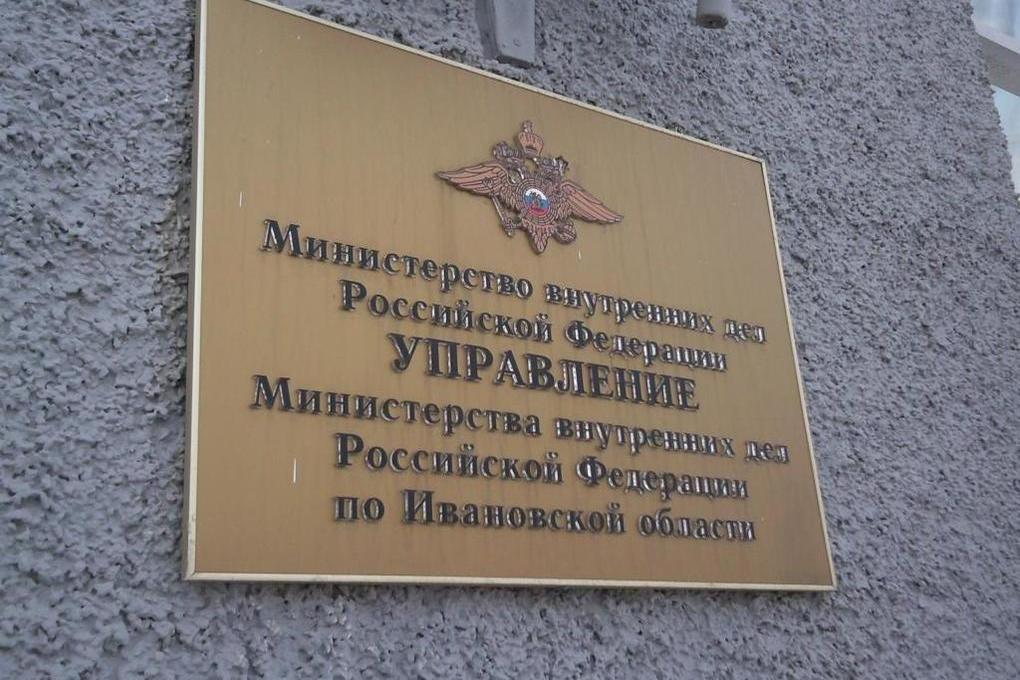 Министерство внутренних дел
Российской Федерации
УПРАВЛЕНИЕ
Министерства внутренних дел
Российской Федерации
по Ивановской области